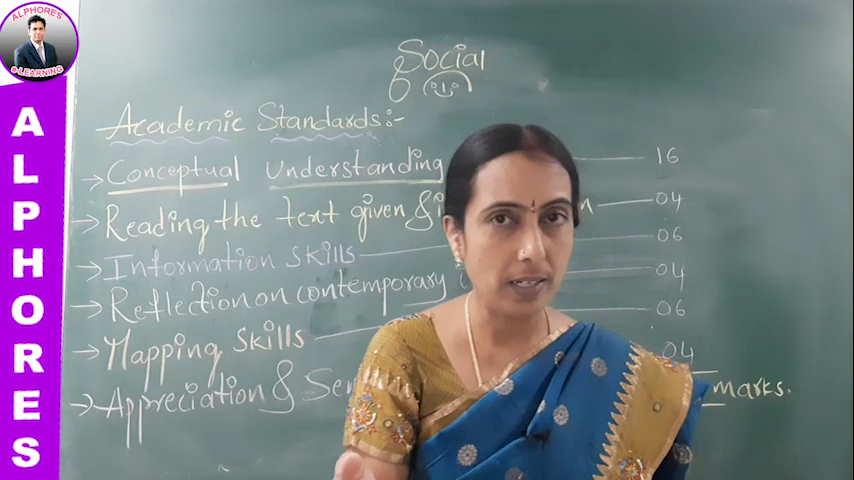 ALPHORES
e-LEARNING
ALPHORES
Social
Academic Standards:-
→ Conceptual Understanding — 16
→ Reading the text given & — 04
→ Information Skills — 06
→ Reflection on contemporary — 04
→ Mapping Skills — 06
→ Appreciation & 04
marks.